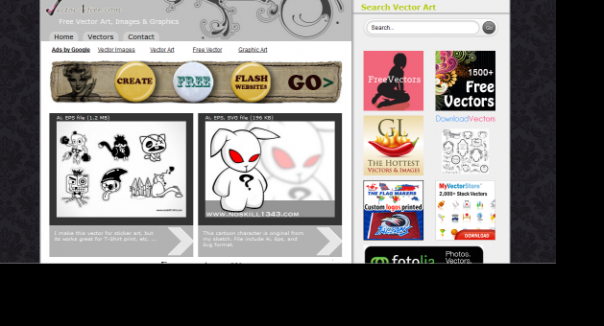 Free Vector Art, Images & Graphics
Home
Vectors
Contact
Ads by Google
Vector Images
Vector Art
Free Vector
Graphic Art
CREATE
FREE
FLASH
WEBSITES
GO>
AI, EPS file (1.2 MB)
AI, EPS, SVG file (196 KB)
?
WWW.NOSKILL1343.COM
I make this vector for sticker art, but
its works great for T-Shirt print, etc. ...
This cartoon character is original from
my sketch. File include Ai, Eps, and
Svg format.
Search Vector Art
Search...
Go
FreeVectors
1500+
Free
Vectors
GL
THE HOTTEST
VECTORS & IMAGES
DownloadVectors
THE FLAG MAKERS
Custom logos printed
MyVectorStore
2,000+ Stock Vectors
DOWNLOAD
fotolia
Photos.
Vectors.